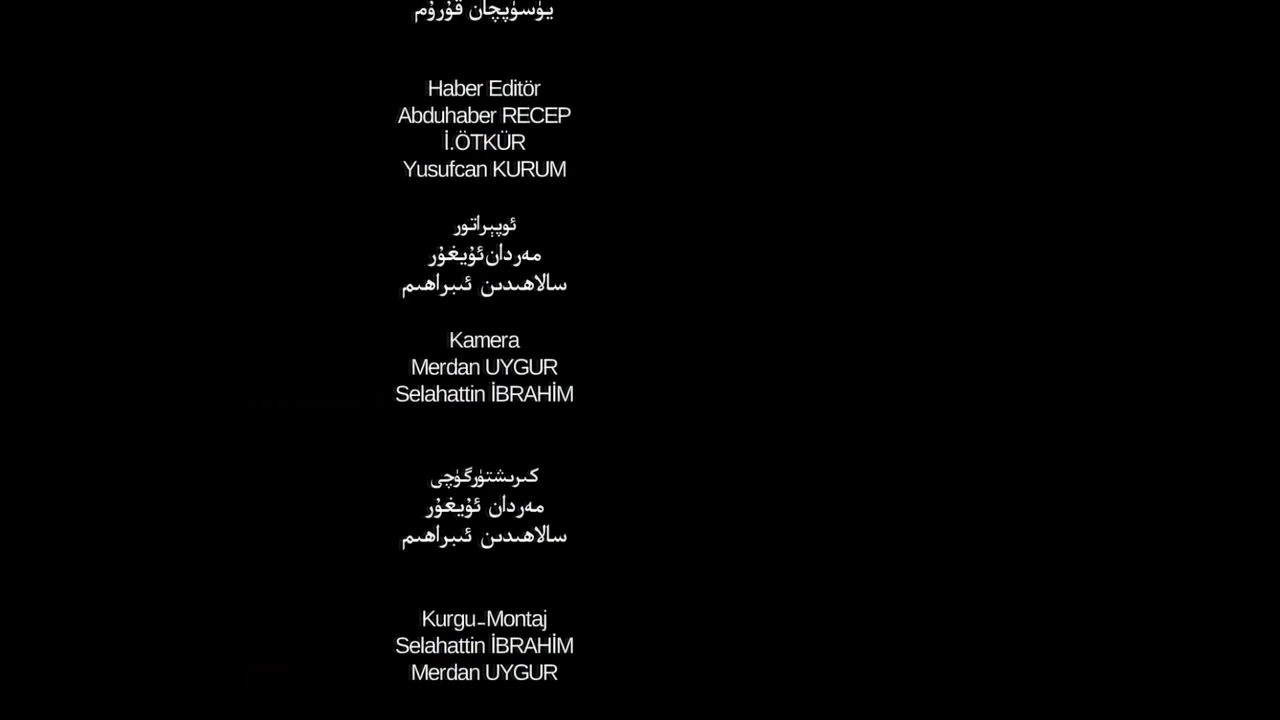 يۈسۈپچان قۇرۇم
Haber Editör
Abduhaber RECEP
İ.ÖTKÜR
Yusufcan KURUM
ئوپېراتور
مەردان ئۇيغۇر
سالاھىدىن ئىبراھىم
Kamera
Merdan UYGUR
Selahattin İBRAHİM
كىرىشتۈرگۈچى
مەردان ئۇيغۇر
سالاھىدىن ئىبراھىم
Kurgu-Montaj
Selahattin İBRAHİM
Merdan UYGUR